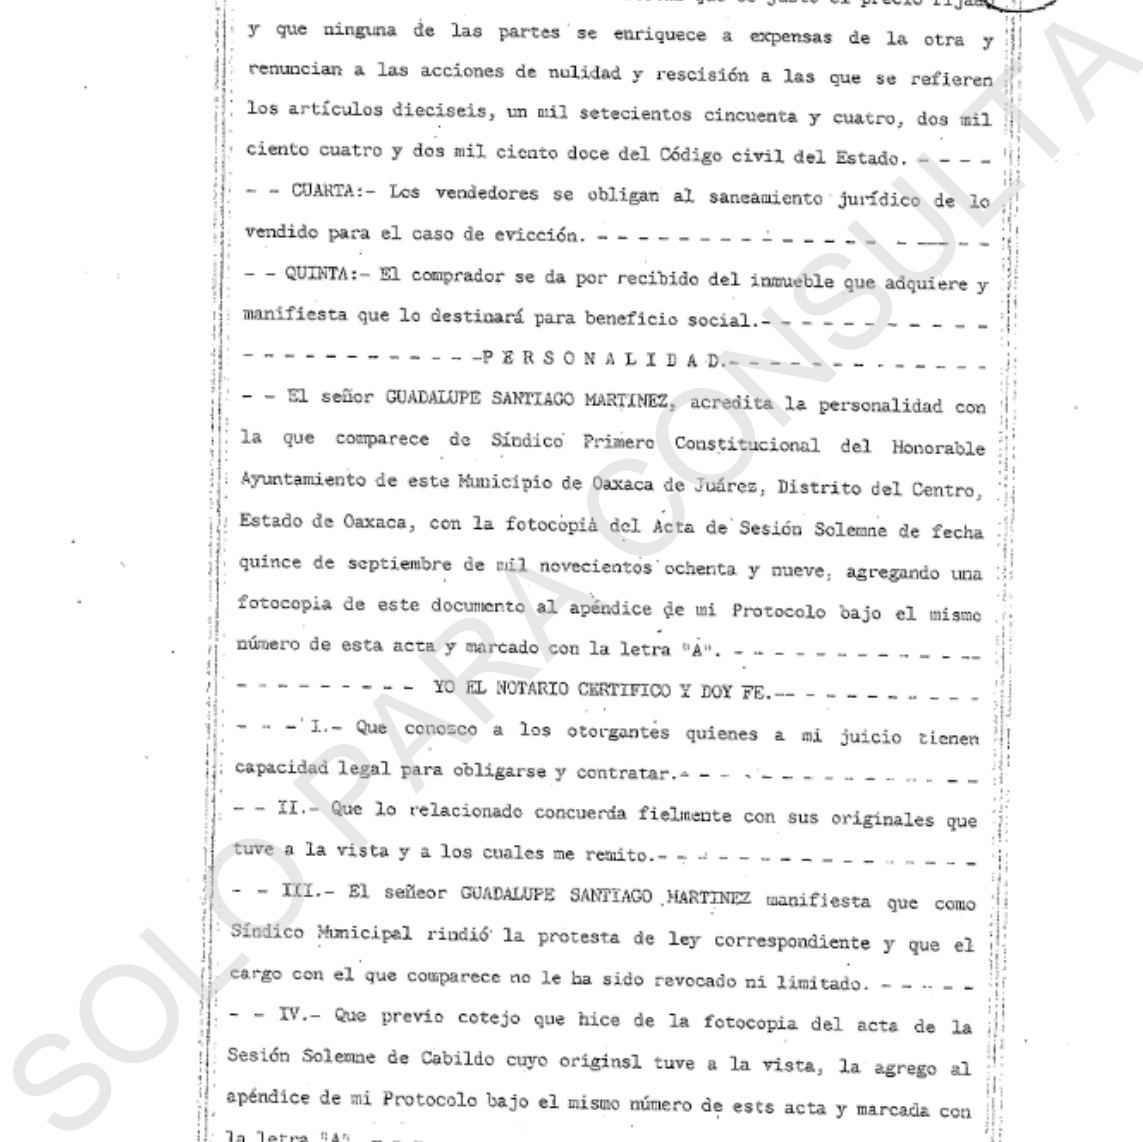 que es justo el precio fijado
y que ninguna de las partes se enriquece a expensas de la otra y
renuncian a las acciones de nulidad y rescisión a las que se refieren
los artículos dieciseis, un mil setecientos cincuenta y cuatro, dos mil
ciento cuatro y dos mil ciento doce del Código civil del Estado. - - - -
- - CUARTA:- Los vendedores se obligan al saneamiento jurídico de lo
vendido para el caso de evicción. - - - - - - - - - - - - - - - - - - -
- - QUINTA:- El comprador se da por recibido del inmueble que adquiere y
manifiesta que lo destinará para beneficio social.- - - - - - - - - - - -
- - - - - - - - - - - - -P E R S O N A L I D A D.- - - - - - - - - - - - - -
- - El señor GUADALUPE SANTIAGO MARTINEZ, acredita la personalidad con
la que comparece de Síndico Primero Constitucional del Honorable
Ayuntamiento de este Municipio de Oaxaca de Juárez, Distrito del Centro,
Estado de Oaxaca, con la fotocopia del Acta de Sesión Solemne de fecha
quince de septiembre de mil novecientos ochenta y nueve, agregando una
fotocopia de este documento al apéndice de mi Protocolo bajo el mismo
número de esta acta y marcado con la letra "A". - - - - - - - - - - - - -
- - - - - - - - - YO EL NOTARIO CERTIFICO Y DOY FE.-- - - - - - - - - -
- - - I.- Que conosco a los otorgantes quienes a mi juicio tienen
capacidad legal para obligarse y contratar.- - - - - - - - - - - - - - -
- - II.- Que lo relacionado concuerda fielmente con sus originales que
tuve a la vista y a los cuales me remito.- - - - - - - - - - - - - - - -
- - III.- El señeor GUADALUPE SANTIAGO MARTINEZ manifiesta que como
Síndico Municipal rindió la protesta de ley correspondiente y que el
cargo con el que comparece no le ha sido revocado ni limitado. - - - - -
- - IV.- Que previo cotejo que hice de la fotocopia del acta de la
Sesión Solemne de Cabildo cuyo originsl tuve a la vista, la agrego al
apéndice de mi Protocolo bajo el mismo número de ests acta y marcada con
la letra "A". - - -
SOLO PARA CONSULTA